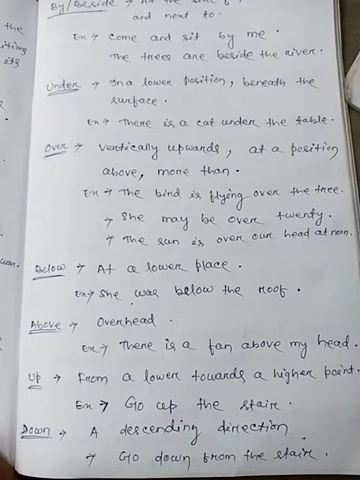 By/Beside → At the side of,
and next to.
Ex → Come and sit by me.
The trees are beside the river.
Under → In a lower position, beneath the
surface.
Ex → There is a cat under the table.
Over → Vertically upwards, at a position
above, more than.
Ex → The bird is flying over the tree.
→ She may be over twenty.
→ The sun is over our head at noon.
Below → At a lower place.
Ex → She was below the roof.
Above → Overhead.
Ex → There is a fan above my head.
Up → From a lower towards a higher point.
Ex → Go up the stair.
Down → A descending direction
→ Go down from the stair.